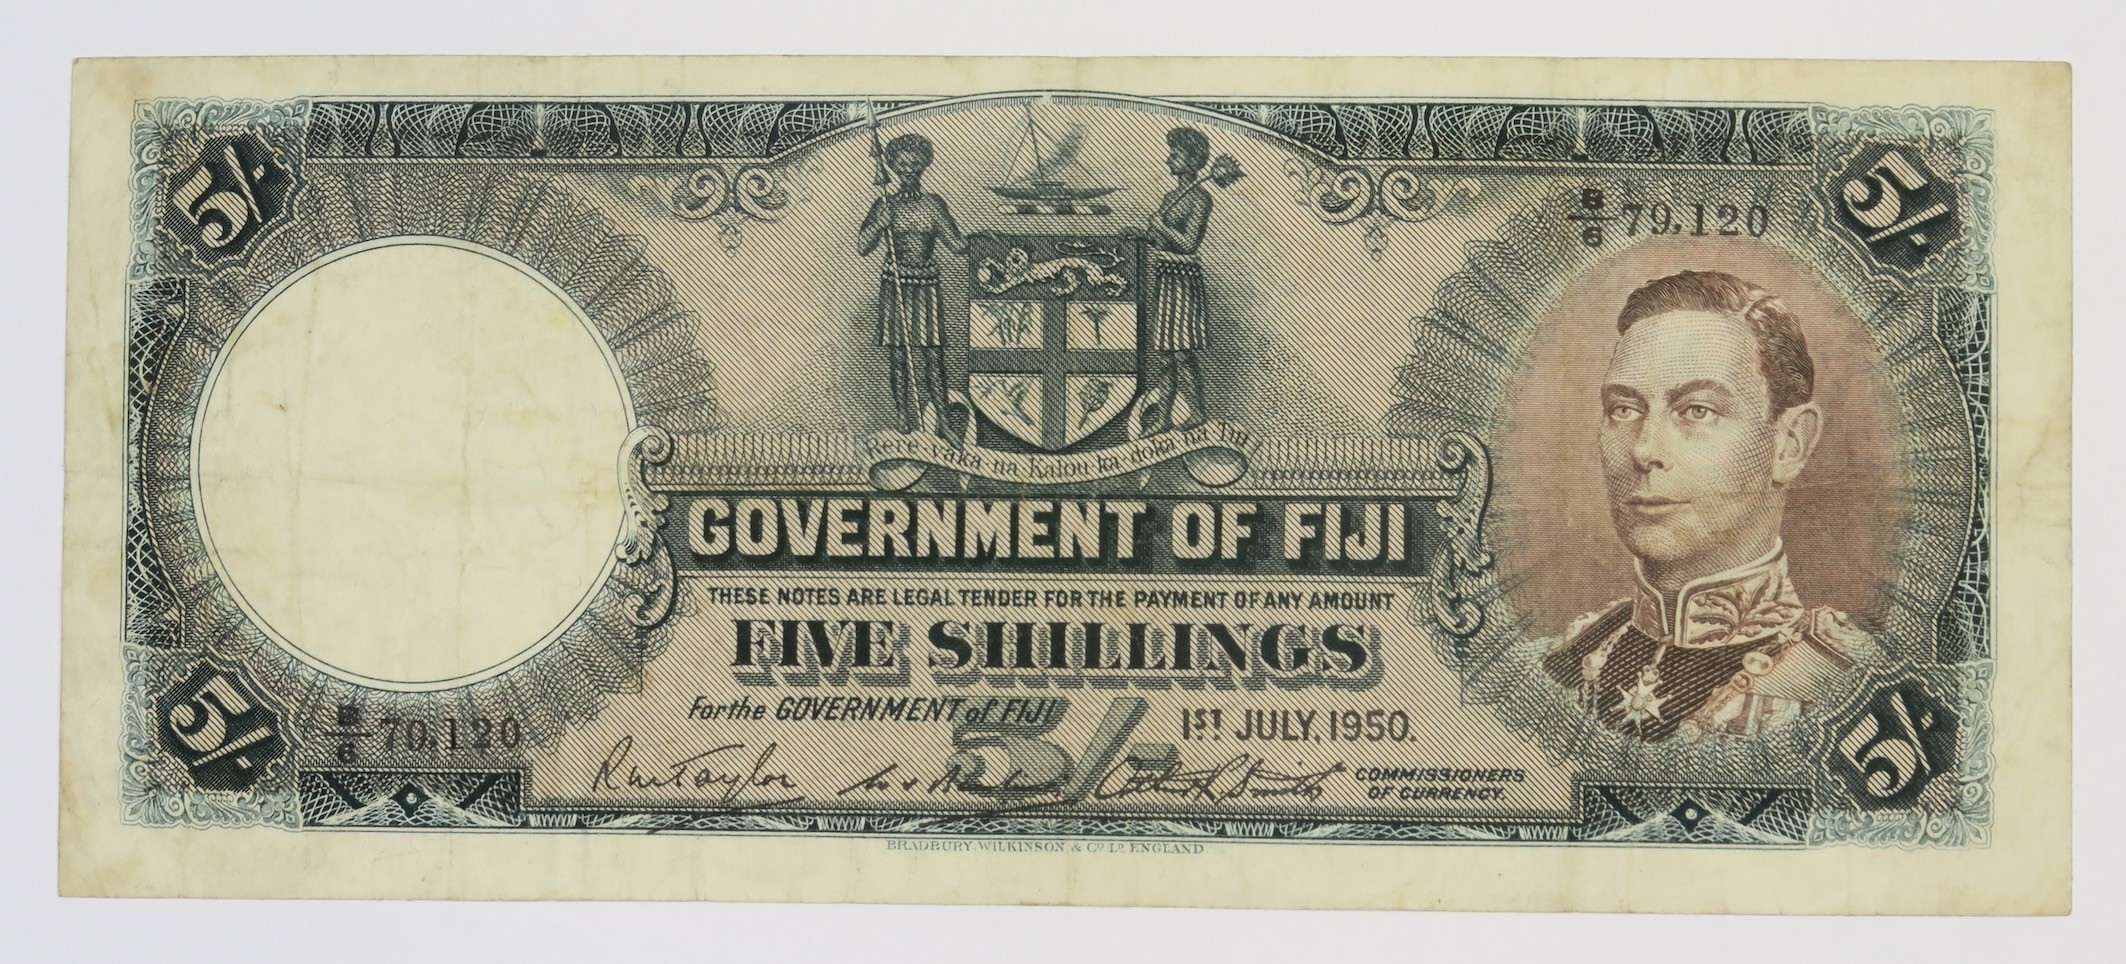 5/- 5/-
B/6 79,120
Rere vaka na Kalou ka doka na Tui
GOVERNMENT OF FIJI
THESE NOTES ARE LEGAL TENDER FOR THE PAYMENT OF ANY AMOUNT
FIVE SHILLINGS
For the GOVERNMENT of FIJI 5/- 1ST JULY, 1950.
B/6 79,120
5/- 5/-
COMMISSIONERS
OF CURRENCY.
BRADBURY, WILKINSON & Co Ld ENGLAND